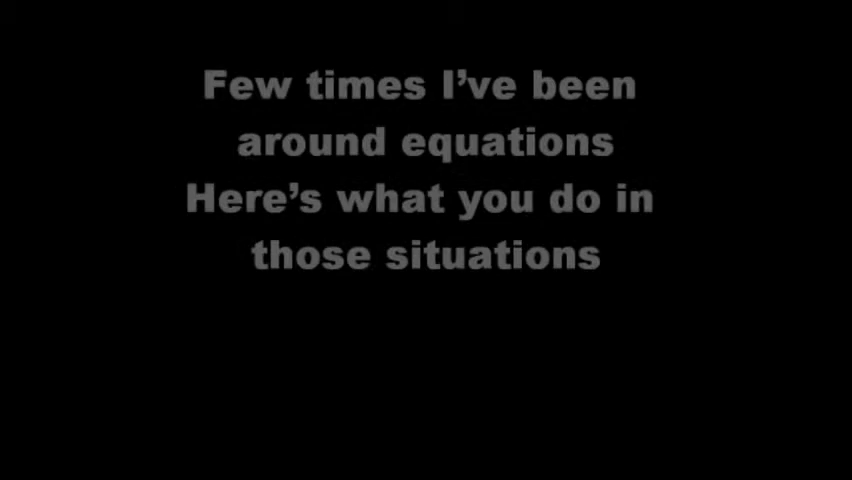 Few times I’ve been
around equations
Here’s what you do in
those situations